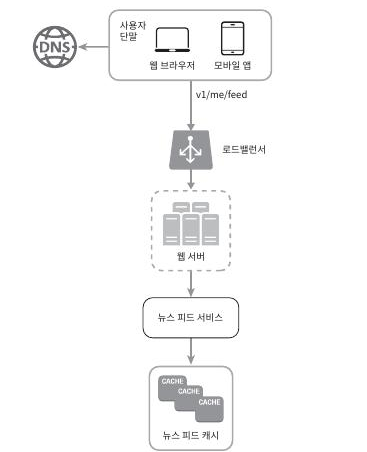 사용자
단말
DNS
웹 브라우저
모바일 앱
v1/me/feed
로드밸런서
웹 서버
뉴스 피드 서비스
CACHE
CACHE
CACHE
뉴스 피드 캐시